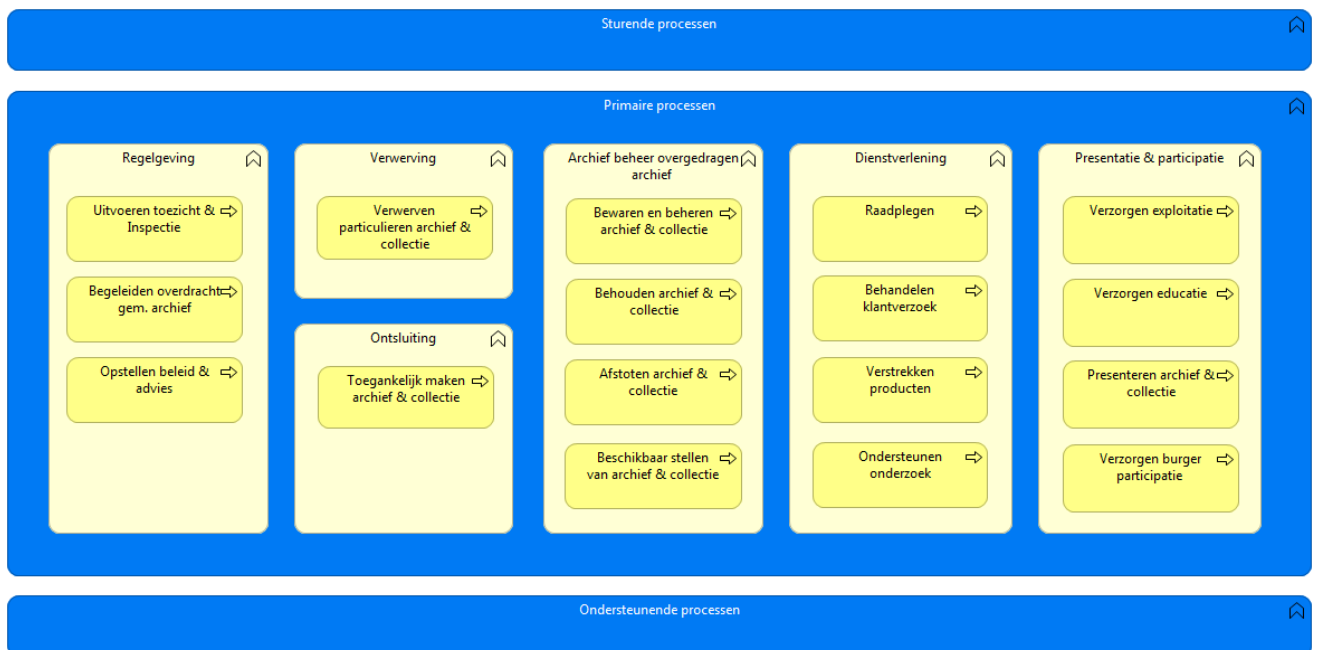 Sturende processen
Primaire processen
Regelgeving
Uitvoeren toezicht &
Inspectie
Begeleiden overdracht
gem. archief
Opstellen beleid &
advies
Verwerving
Verwerven
particulieren archief &
collectie
Ontsluiting
Toegankelijk maken
archief & collectie
Archief beheer overgedragen
archief
Bewaren en beheren
archief & collectie
Behouden archief &
collectie
Afstoten archief &
collectie
Beschikbaar stellen
van archief & collectie
Dienstverlening
Raadplegen
Behandelen
klantverzoek
Verstrekken
producten
Ondersteunen
onderzoek
Presentatie & participatie
Verzorgen exploitatie
Verzorgen educatie
Presenteren archief &
collectie
Verzorgen burger
participatie
Ondersteunende processen